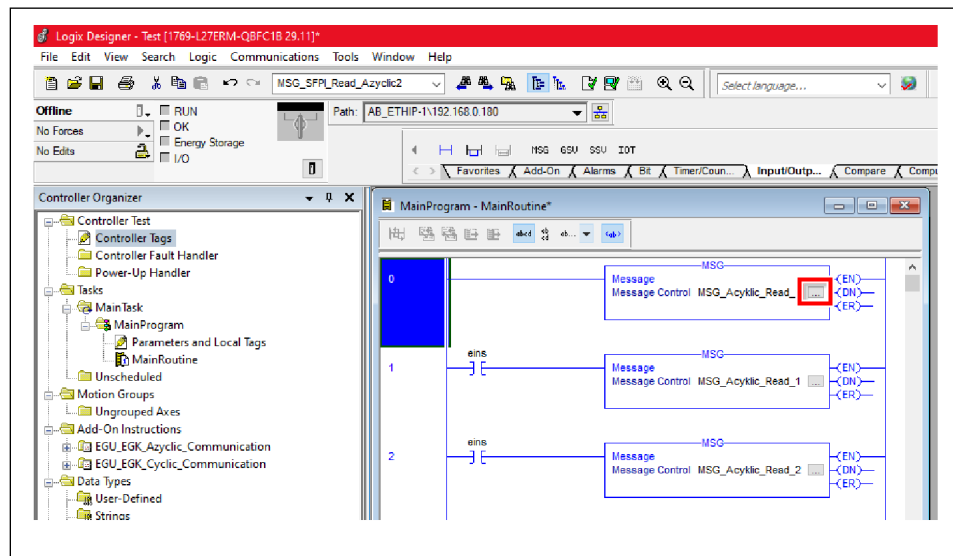 Logix Designer - Test [1769-L27ERM-QBFC1B 29.11]*
File Edit View Search Logic Communications Tools Window Help
MSG_SFPI_Read_Azyclic2
Select language...
Offline
RUN
Path: AB_ETHIP-1\192.168.0.180
No Forces
OK
Energy Storage
No Edits
I/O
MSG GSV SSV IOT
Favorites Add-On Alarms Bit Timer/Coun... Input/Outp... Compare Compu
Controller Organizer
Controller Test
Controller Tags
Controller Fault Handler
Power-Up Handler
Tasks
MainTask
MainProgram
Parameters and Local Tags
MainRoutine
Unscheduled
Motion Groups
Ungrouped Axes
Add-On Instructions
EGU_EGK_Azyclic_Communication
EGU_EGK_Cyclic_Communication
Data Types
User-Defined
Strings
MainProgram - MainRoutine*
abcd ab...
<ab>
0
MSG
Message
Message Control MSG_Acyklic_Read_ ...
(EN)
(DN)
(ER)
1
eins
MSG
Message
Message Control MSG_Acyklic_Read_1 ...
(EN)
(DN)
(ER)
2
eins
MSG
Message
Message Control MSG_Acyklic_Read_2 ...
(EN)
(DN)
(ER)